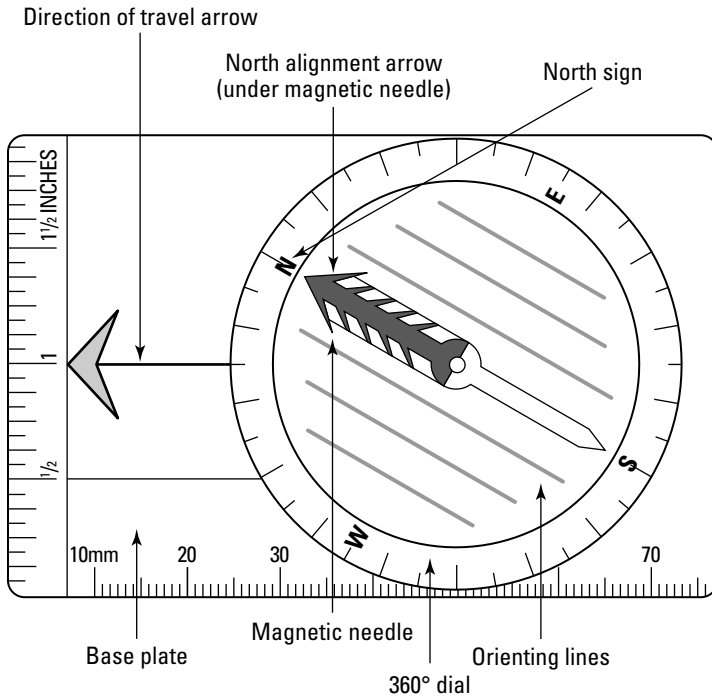 Direction of travel arrow
North alignment arrow
(under magnetic needle)
North sign
1½ INCHES
1
½
N
E
S
W
10mm
20
30
70
Base plate
Magnetic needle
360° dial
Orienting lines